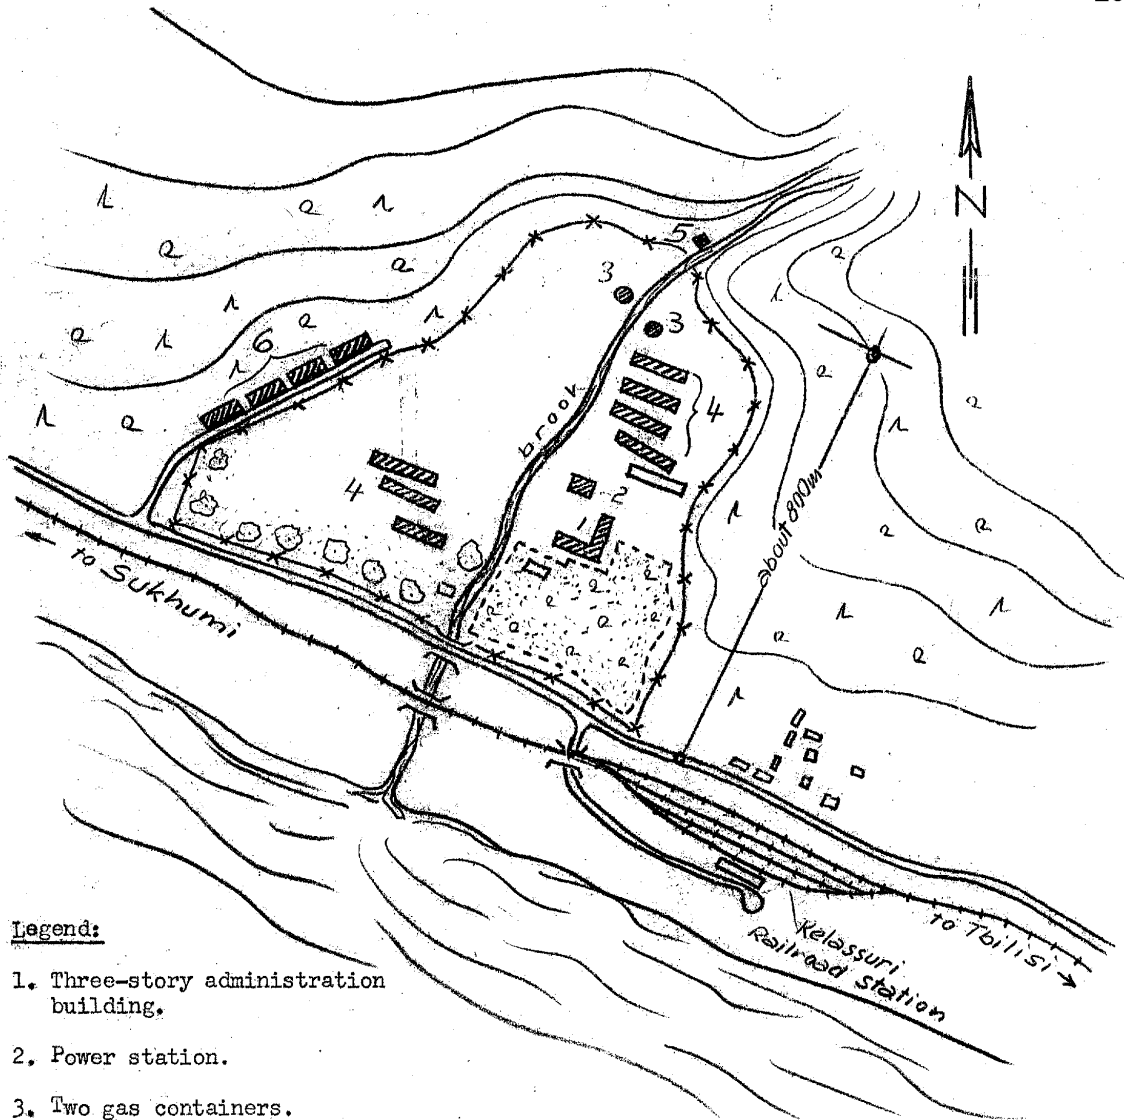 N
5
3
3
6
4
brook
4
2
1
about 800m
to Sukhumi
to Tbilisi
Kelassuri
Railroad Station
Legend:
1. Three-story administration
building.
2. Power station.
3. Two gas containers.